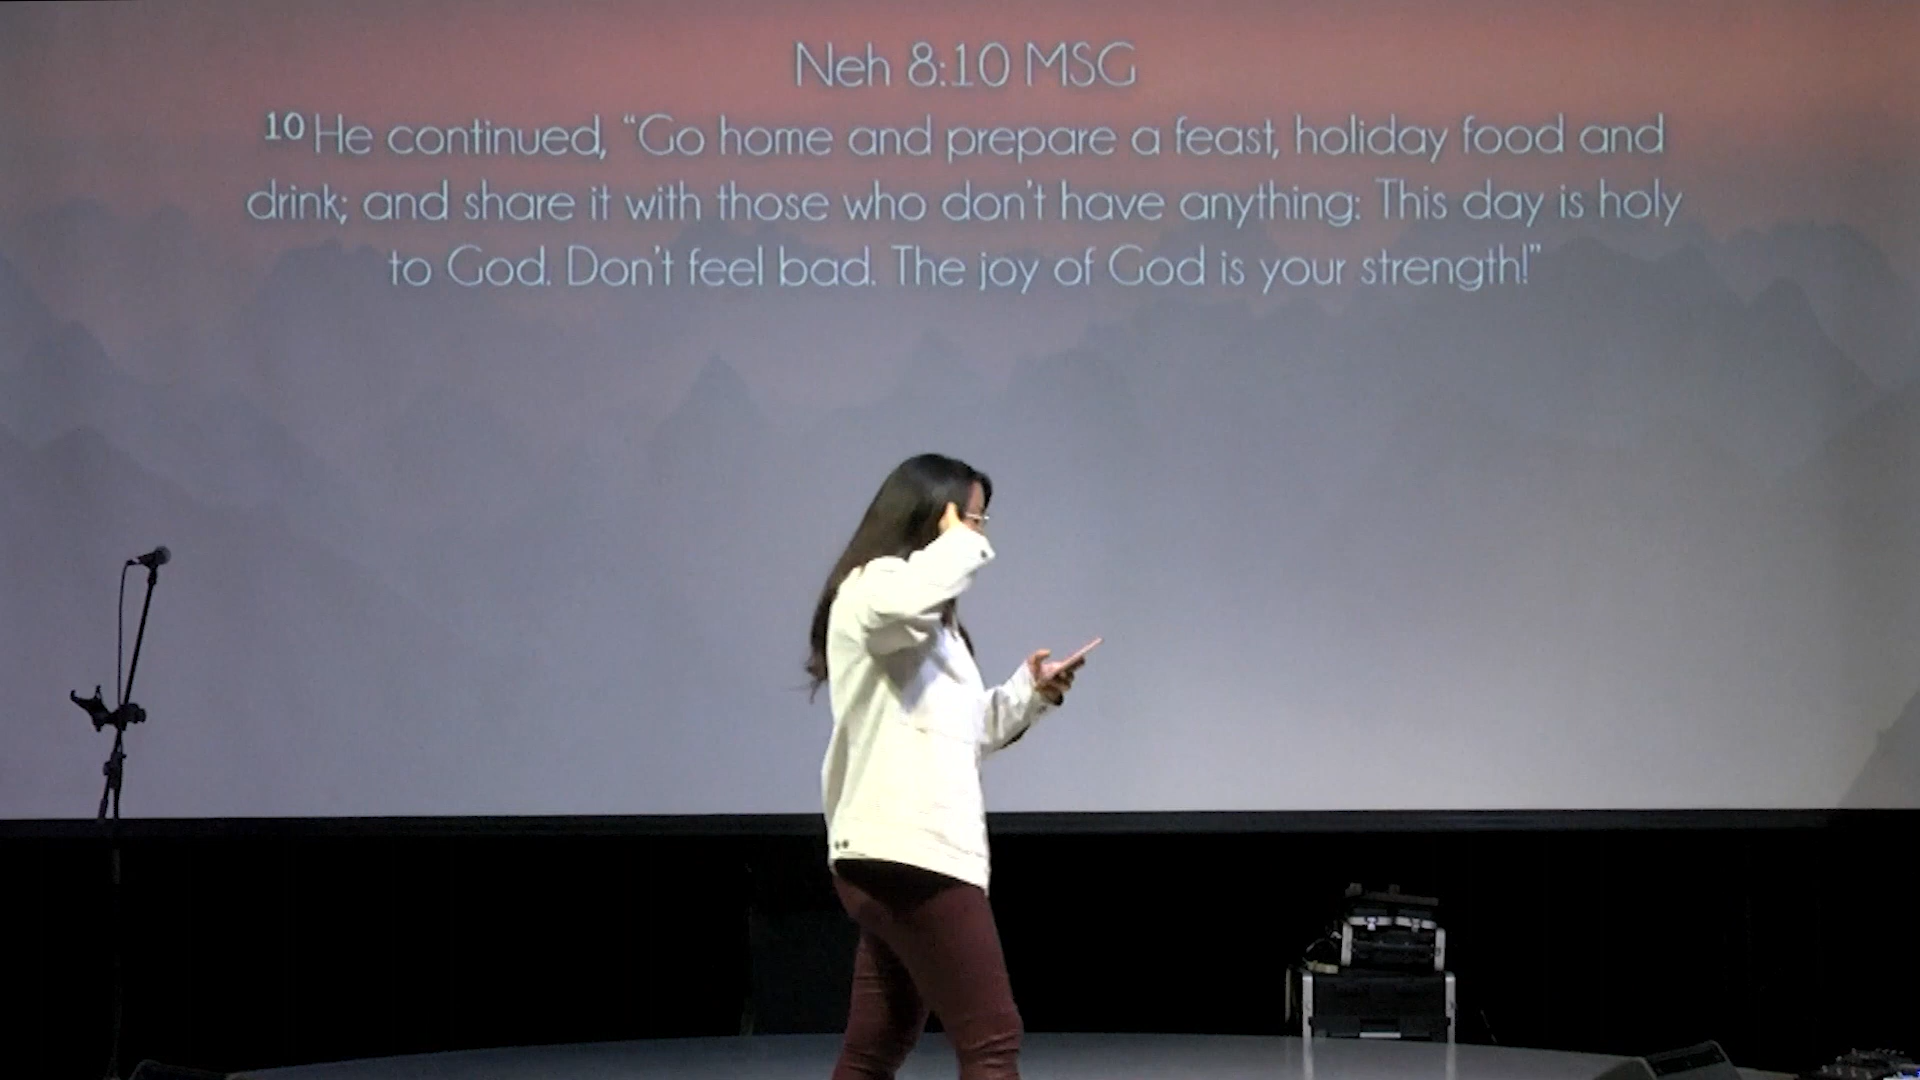 Neh 8:10 MSG
10 He continued, “Go home and prepare a feast, holiday food and
drink; and share it with those who don't have anything: This day is holy
to God. Don't feel bad. The joy of God is your strength!”